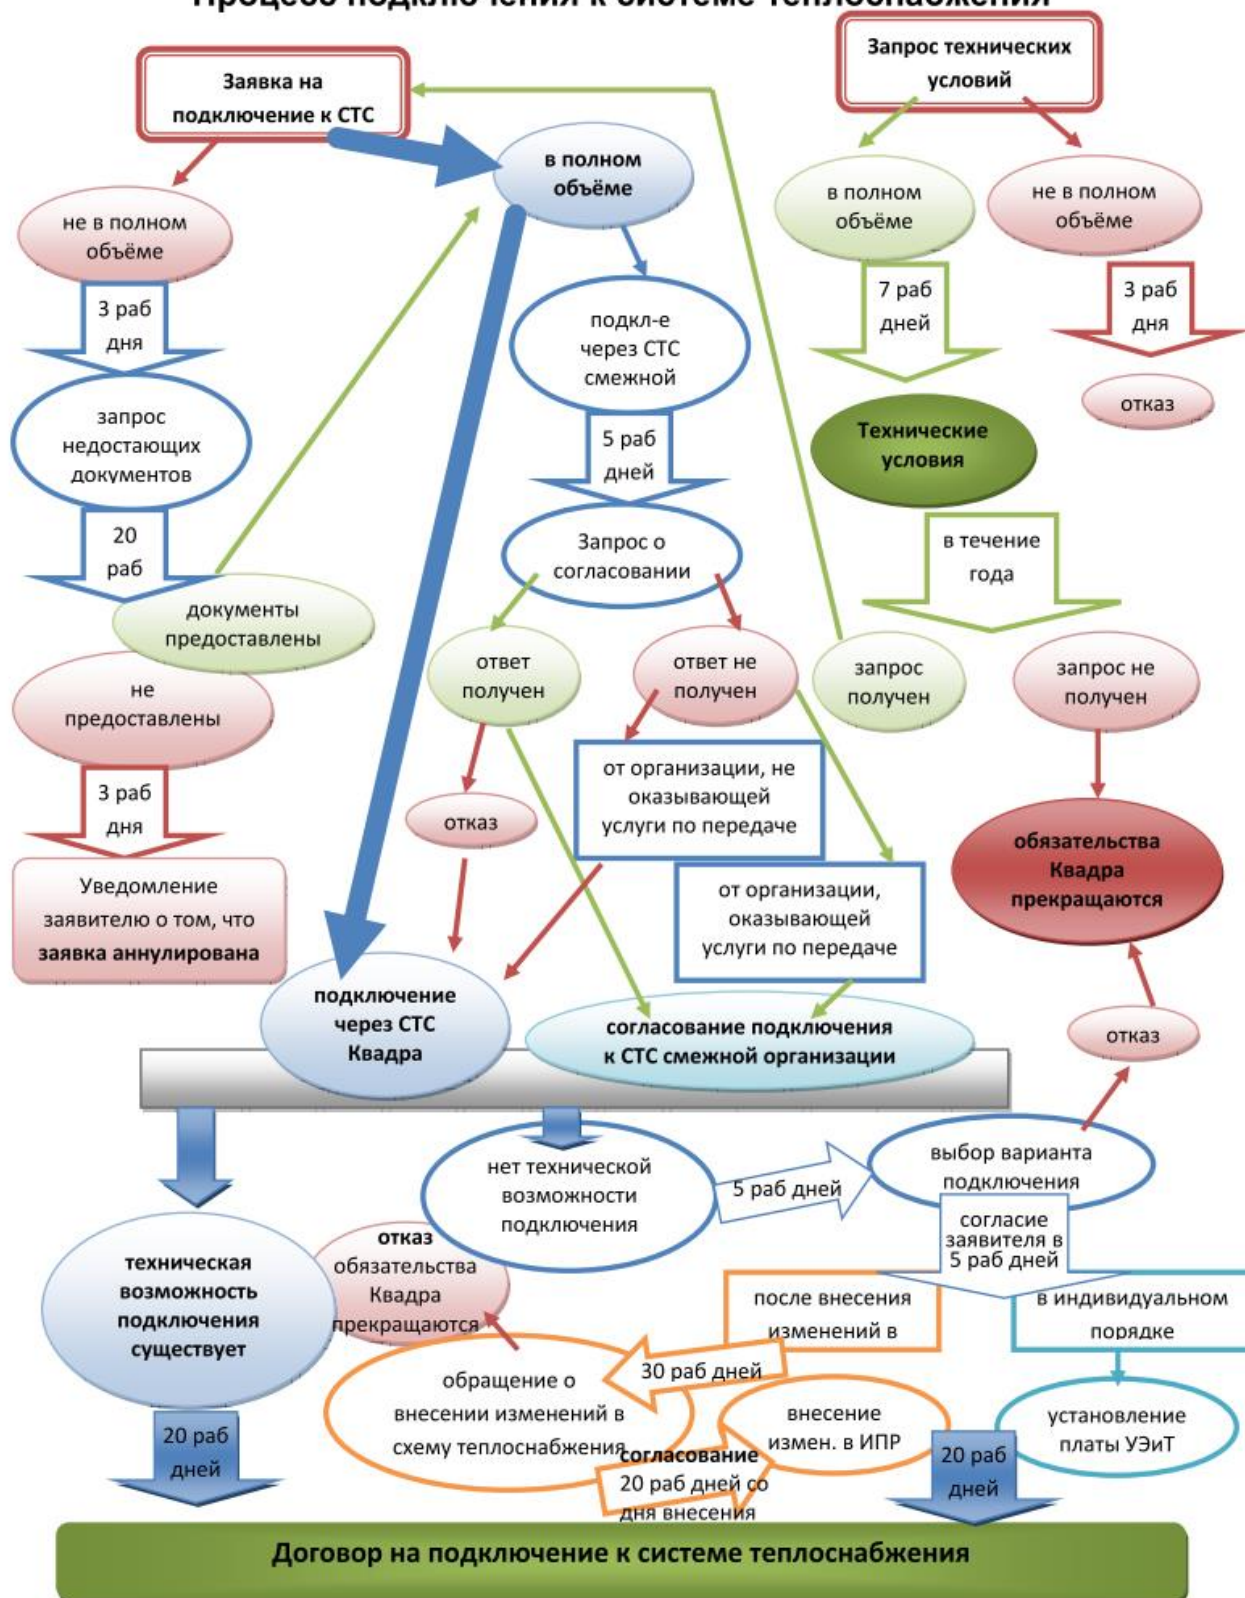 Процесс подключения к системе теплоснабжения
Заявка на
подключение к СТС
Запрос технических
условий
в полном
объёме
не в полном
объёме
в полном
объёме
не в полном
объёме
3 раб
дня
подкл-е
через СТС
смежной
7 раб
дней
3 раб
дня
запрос
недостающих
документов
5 раб
дней
Технические
условия
отказ
20
раб
Запрос о
согласовании
в течение
года
документы
предоставлены
не
предоставлены
ответ
получен
ответ не
получен
запрос
получен
запрос не
получен
3 раб
дня
отказ
от организации, не
оказывающей
услуги по передаче
обязательства
Квадра
прекращаются
Уведомление
заявителю о том, что
заявка аннулирована
от организации,
оказывающей
услуги по передаче
подключение
через СТС
Квадра
согласование подключения
к СТС смежной организации
отказ
нет технической
возможности
подключения
5 раб дней
выбор варианта
подключения
согласие
заявителя в
5 раб дней
техническая
возможность
подключения
существует
отказ
обязательства
Квадра
прекращаются
после внесения
изменений в
в индивидуальном
порядке
30 раб дней
обращение о
внесении изменений в
схему теплоснабжения
внесение
измен. в ИПР
установление
платы УЭиТ
20 раб
дней
согласование
20 раб дней со
дня внесения
20 раб
дней
Договор на подключение к системе теплоснабжения